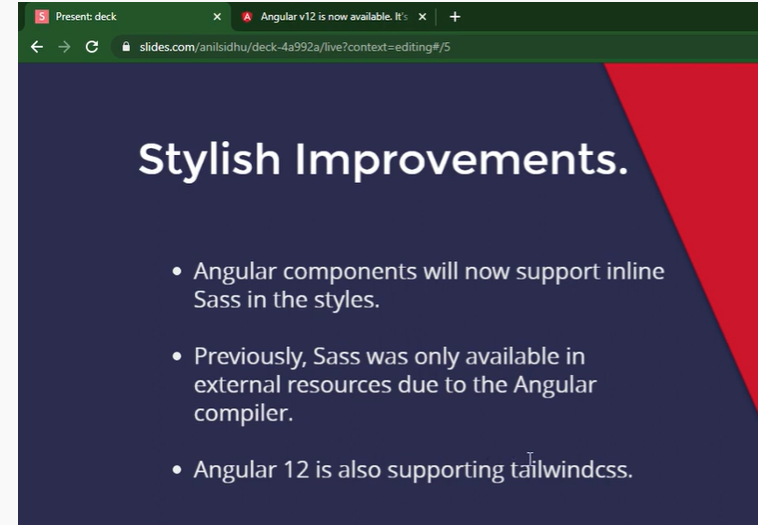 S Present: deck × Angular v12 is now available. It's × +
slides.com/anilsidhu/deck-4a992a/live?context=editing#/5
Stylish Improvements.
• Angular components will now support inline
Sass in the styles.
• Previously, Sass was only available in
external resources due to the Angular
compiler.
• Angular 12 is also supporting tailwindcss.